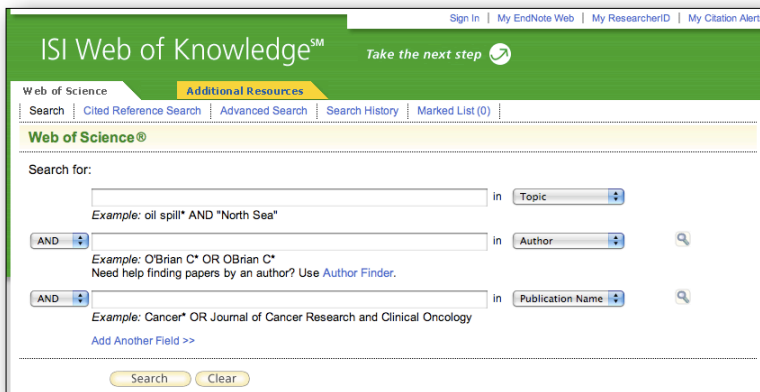 Sign In | My EndNote Web | My ResearcherID | My Citation Alert
ISI Web of Knowledge℠ Take the next step
Web of Science Additional Resources
Search | Cited Reference Search | Advanced Search | Search History | Marked List (0) |
Web of Science®
Search for:
in Topic
Example: oil spill* AND "North Sea"
AND in Author
Example: O'Brian C* OR OBrian C*
Need help finding papers by an author? Use Author Finder.
AND in Publication Name
Example: Cancer* OR Journal of Cancer Research and Clinical Oncology
Add Another Field >>
Search Clear